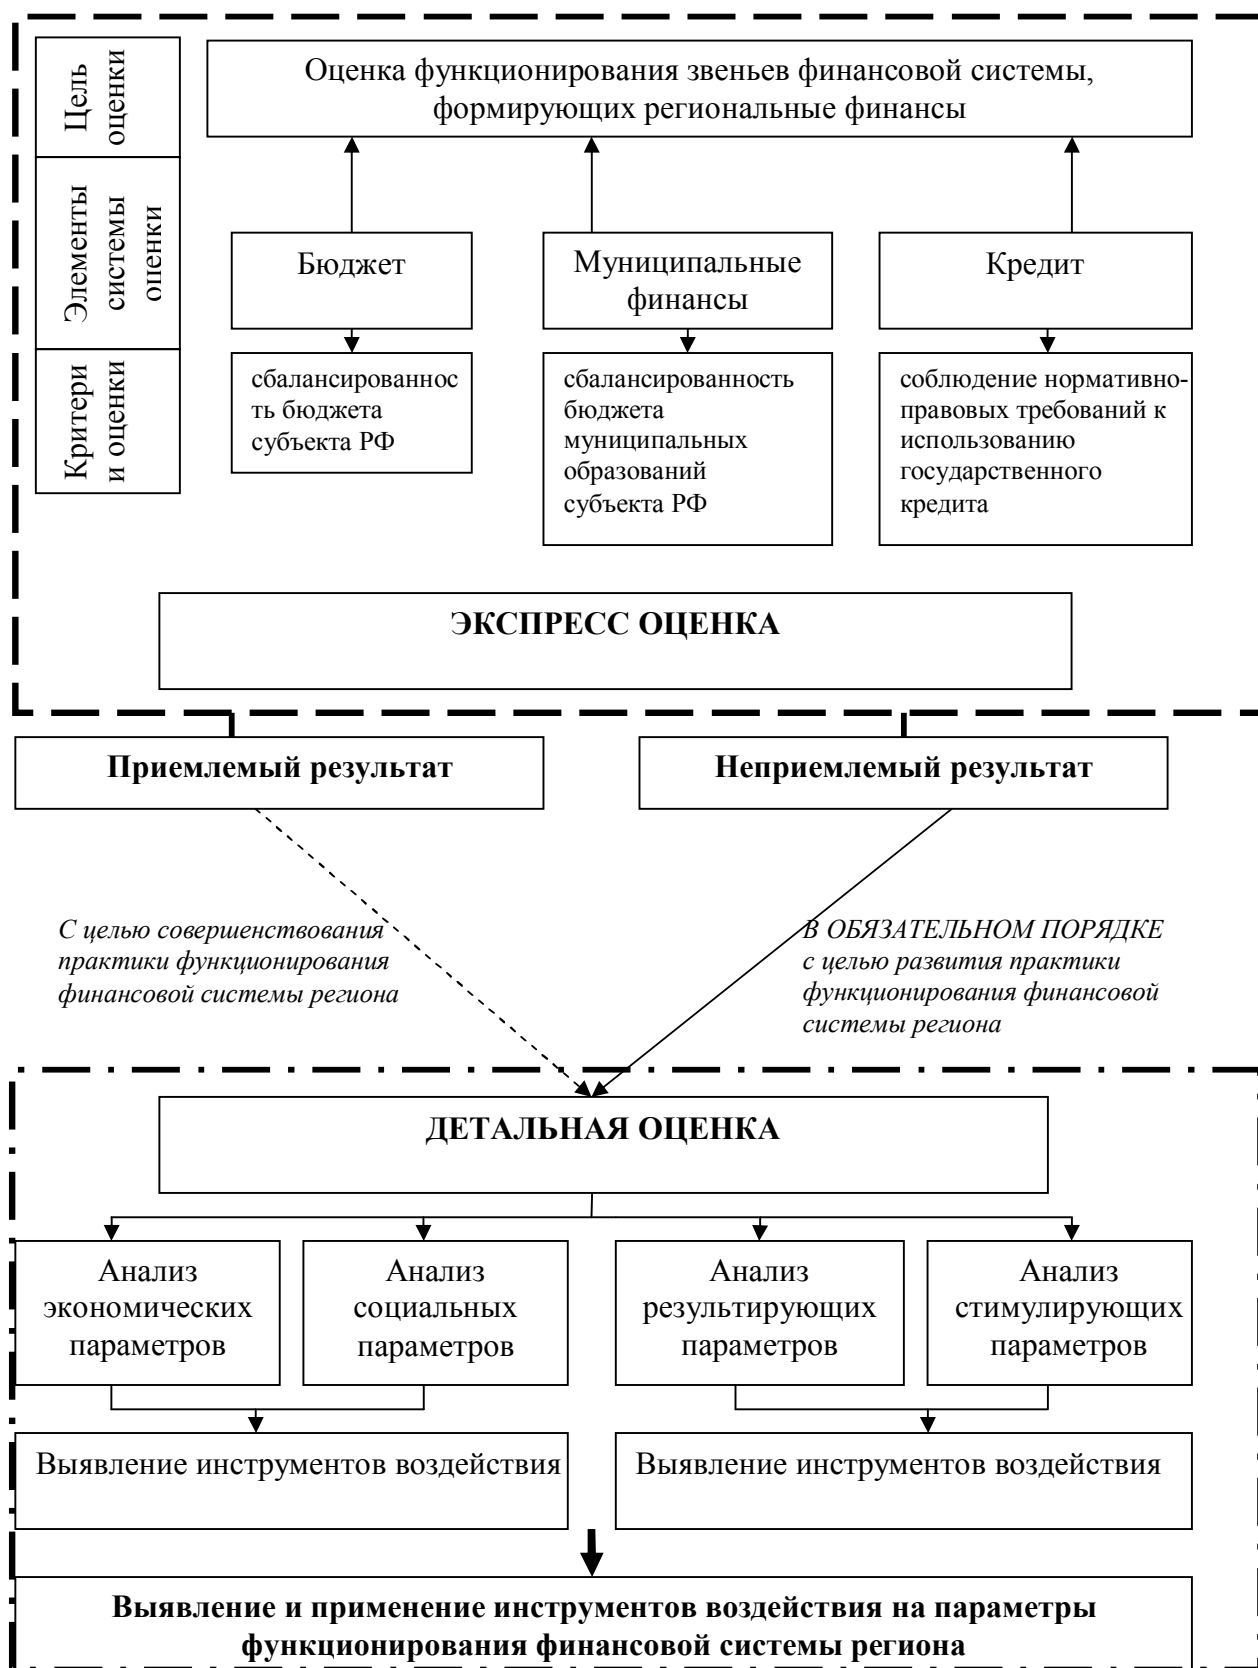 Цель
оценки
Оценка функционирования звеньев финансовой системы,
формирующих региональные финансы
Элементы
системы
опенки
Бюджет
Муниципальные
финансы
Кредит
Критери
и оценки
сбалансированнос
ть бюджета
субъекта РФ
сбалансированность
бюджета
муниципальных
образований
субъекта РФ
соблюдение нормативно-
правовых требований к
использованию
государственного
кредита
ЭКСПРЕСС ОЦЕНКА
Приемлемый результат
Неприемлемый результат
С целью совершенствования
практики функционирования
финансовой системы региона
В ОБЯЗАТЕЛЬНОМ ПОРЯДКЕ
с целью развития практики
функционирования финансовой
системы региона
ДЕТАЛЬНАЯ ОЦЕНКА
Анализ
экономических
параметров
Анализ
социальных
параметров
Анализ
результирующих
параметров
Анализ
стимулирующих
параметров
Выявление инструментов воздействия
Выявление инструментов воздействия
Выявление и применение инструментов воздействия на параметры
функционирования финансовой системы региона